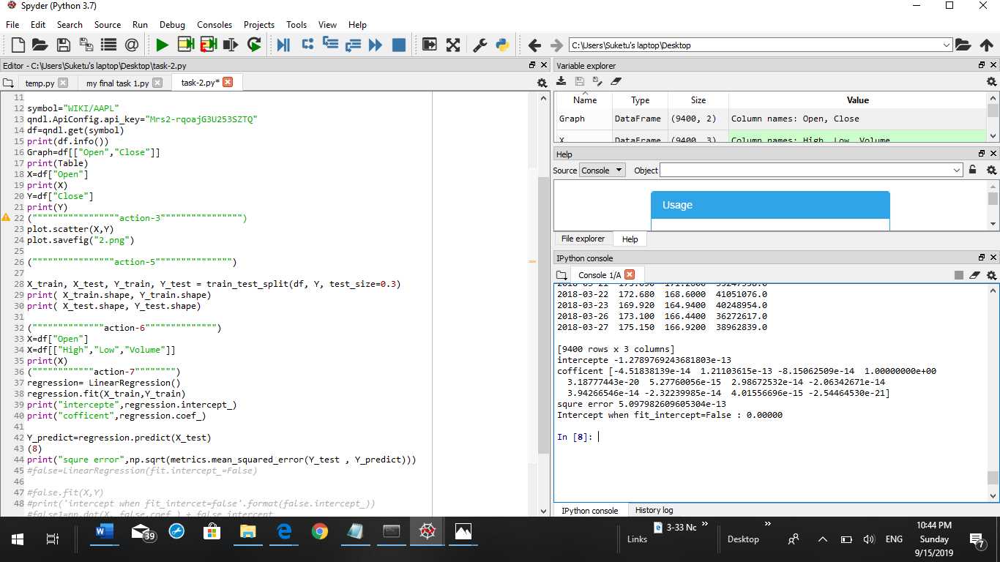 Spyder (Python 3.7)
File Edit Search Source Run Debug Consoles Projects Tools View Help
C:\Users\Suketu's laptop\Desktop
Editor - C:\Users\Suketu's laptop\Desktop\task-2.py
temp.py my final task 1.py task-2.py*
11
12 symbol="WIKI/AAPL"
13 qndl.ApiConfig.api_key="Mrs2-rqoajG3U253SZTQ"
14 df=qndl.get(symbol)
15 print(df.info())
16 Graph=df[["Open","Close"]]
17 print(Table)
18 X=df["Open"]
19 print(X)
20 Y=df["Close"]
21 print(Y)
22 ("""""""""""""""""action-3"""""""""""""""")
23 plot.scatter(X,Y)
24 plot.savefig("2.png")
25
26 (""""""""""""""""action-5""""""""""""""")
27
28 X_train, X_test, Y_train, Y_test = train_test_split(df, Y, test_size=0.3)
29 print( X_train.shape, Y_train.shape)
30 print( X_test.shape, Y_test.shape)
31
32 (""""""""""""""action-6"""""""""""""")
33 X=df["Open"]
34 X=df[["High","Low","Volume"]]
35 print(X)
36 (""""""""""""action-7"""""""")
37 regression= LinearRegression()
38 regression.fit(X_train,Y_train)
39 print("intercepte",regression.intercept_)
40 print("cofficent",regression.coef_)
41
42 Y_predict=regression.predict(X_test)
43 (8)
44 print("squre error",np.sqrt(metrics.mean_squared_error(Y_test , Y_predict)))
45 #false=LinearRegression(fit.intercept_=False)
46
47 #false.fit(X,Y)
48 #print('intercept when fit_intercet=false'.format(false.intercept_))
#false1=np.dot(X, false.coef_) + false.intercent
Variable explorer
Name Type Size Value
Graph DataFrame (9400, 2) Column names: Open, Close
X DataFrame (9400, 3) Column names: High, Low, Volume
Help
Source Console Object
Usage
File explorer Help
IPython console
Console 1/A
2018-03-22 172.680 168.6000 41051076.0
2018-03-23 169.920 164.9400 40248954.0
2018-03-26 173.100 166.4400 36272617.0
2018-03-27 175.150 166.9200 38962839.0
[9400 rows x 3 columns]
intercepte -1.2789769243681803e-13
cofficent [-4.51838139e-14 1.21103615e-13 -8.15062509e-14 1.00000000e+00
3.18777443e-20 5.27760056e-15 2.98672532e-14 -2.06342671e-14
3.94266546e-14 -2.32239985e-14 4.01556696e-15 -2.54464530e-21]
squre error 5.097982609605304e-13
Intercept when fit_intercept=False : 0.00000
In [8]:
IPython console History log
39
Links
3-33 Nc »
Desktop »
ENG
10:44 PM
Sunday
9/15/2019
7